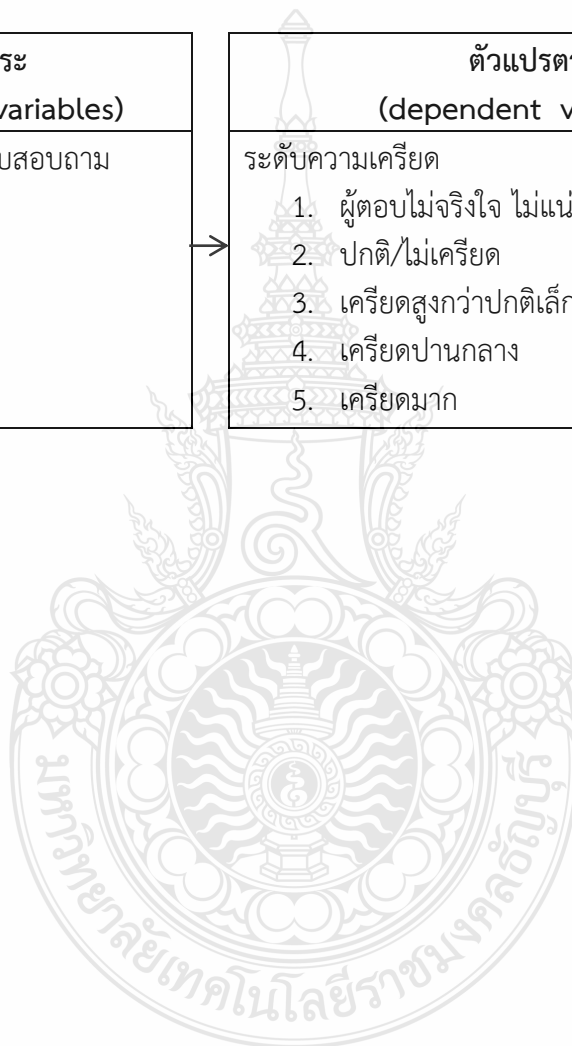 ระ
variables)
บสอบถาม
ตัวแปรตา
(dependent v
ระดับความเครียด
1. ผู้ตอบไม่จริงใจ ไม่แน่
2. ปกติ/ไม่เครียด
3. เครียดสูงกว่าปกติเล็ก
4. เครียดปานกลาง
5. เครียดมาก
มหาวิทยาลัยเทคโนโลยีราชมงคลธัญบุรี